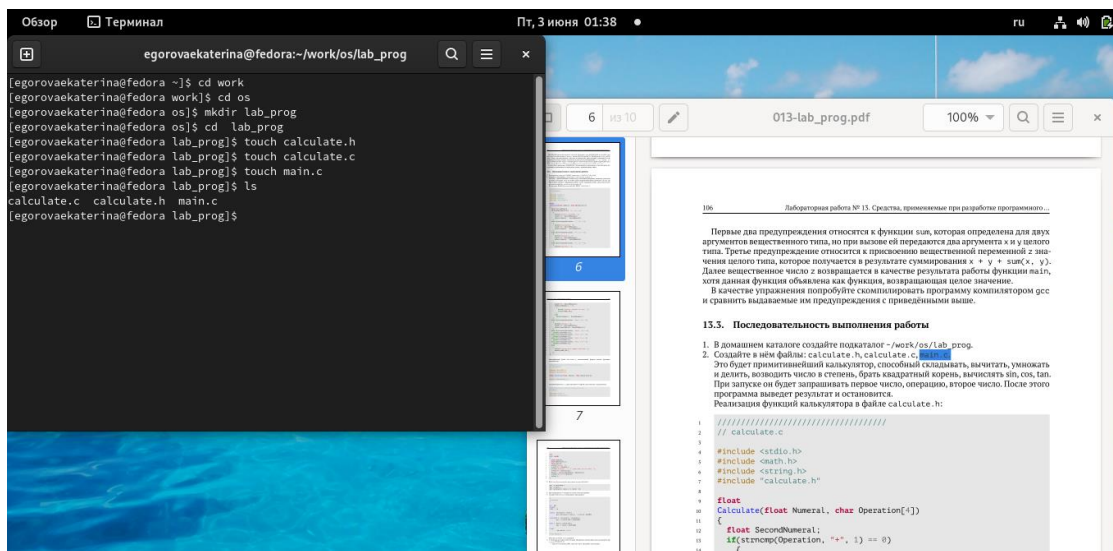 Обзор
Терминал
Пт, 3 июня 01:38
ru
egorovaekaterina@fedora:~/work/os/lab_prog
[egorovaekaterina@fedora ~]$ cd work
[egorovaekaterina@fedora work]$ cd os
[egorovaekaterina@fedora os]$ mkdir lab_prog
[egorovaekaterina@fedora os]$ cd  lab_prog
[egorovaekaterina@fedora lab_prog]$ touch calculate.h
[egorovaekaterina@fedora lab_prog]$ touch calculate.c
[egorovaekaterina@fedora lab_prog]$ touch main.c
[egorovaekaterina@fedora lab_prog]$ ls
calculate.c  calculate.h  main.c
[egorovaekaterina@fedora lab_prog]$
6 из 10
013-lab_prog.pdf
100%
6
7
106 Лабораторная работа № 13. Средства, применяемые при разработке программного…
Первые два предупреждения относятся к функции sum, которая определена для двух
аргументов вещественного типа, но при вызове ей передаются два аргумента x и y целого
типа. Третье предупреждение относится к присвоению вещественной переменной z зна-
чения целого типа, которое получается в результате суммирования x + y + sum(x, y).
Далее вещественное число z возвращается в качестве результата работы функции main,
хотя данная функция объявлена как функция, возвращающая целое значение.
В качестве упражнения попробуйте скомпилировать программу компилятором gcc
и сравнить выдаваемые им предупреждения с приведёнными выше.
13.3. Последовательность выполнения работы
1. В домашнем каталоге создайте подкаталог ~/work/os/lab_prog.
2. Создайте в нём файлы: calculate.h, calculate.c, main.c.
Это будет примитивнейший калькулятор, способный складывать, вычитать, умножать
и делить, возводить число в степень, брать квадратный корень, вычислять sin, cos, tan.
При запуске он будет запрашивать первое число, операцию, второе число. После этого
программа выведет результат и остановится.
Реализация функций калькулятора в файле calculate.h:
1 ////////////////////////////////////
2 // calculate.c
3
4 #include <stdio.h>
5 #include <math.h>
6 #include <string.h>
7 #include "calculate.h"
8
9 float
10 Calculate(float Numeral, char Operation[4])
11 {
12 float SecondNumeral;
13 if(strncmp(Operation, "+", 1) == 0)
14 {